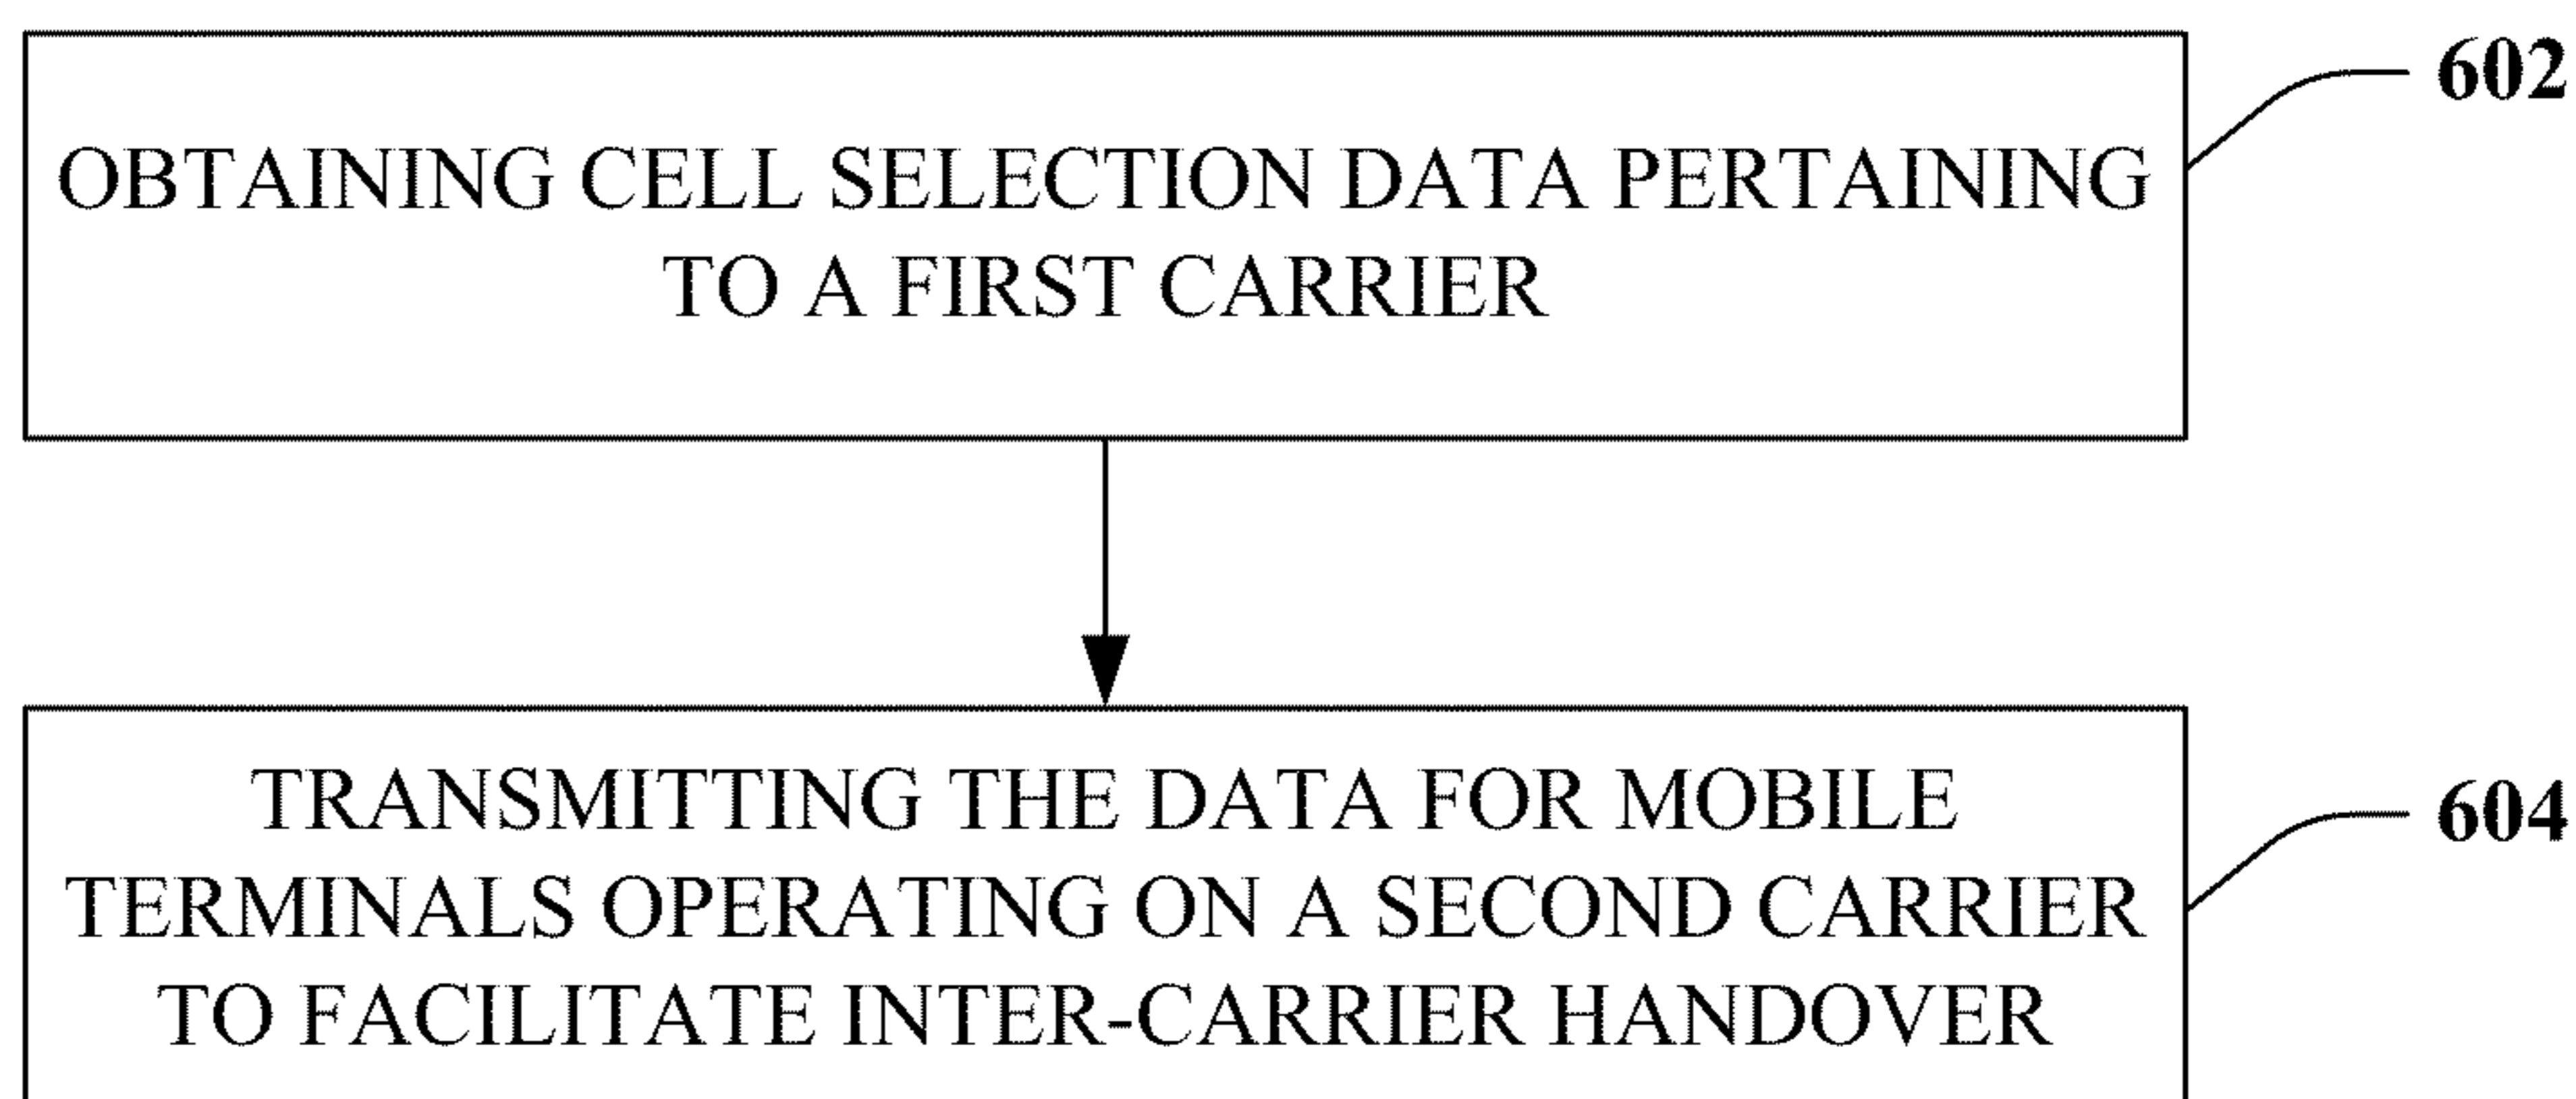 OBTAINING CELL SELECTION DATA PERTAINING
TO A FIRST CARRIER
602
TRANSMITTING THE DATA FOR MOBILE
TERMINALS OPERATING ON A SECOND CARRIER
TO FACILITATE INTER-CARRIER HANDOVER
604